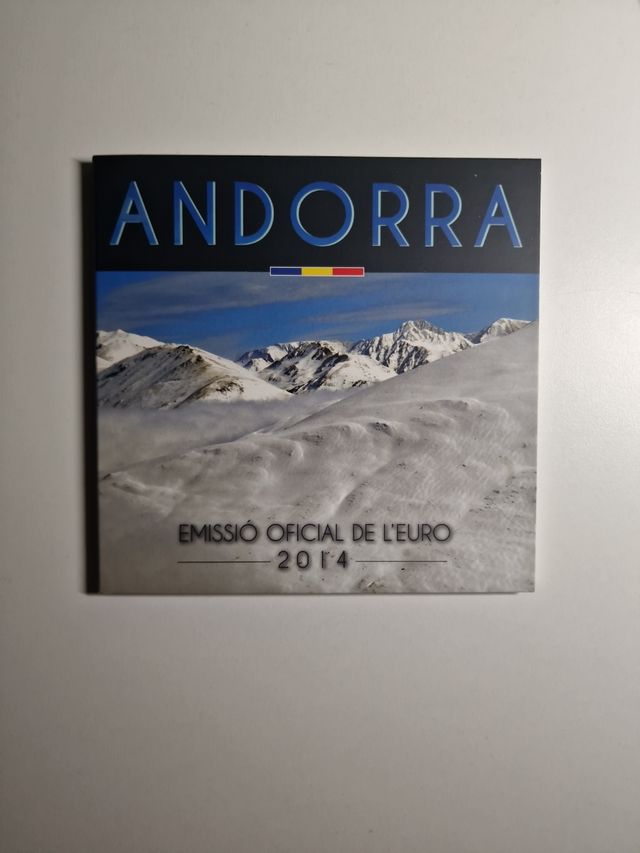 ANDORRA
EMISSIÓ OFICIAL DE L'EURO
2014